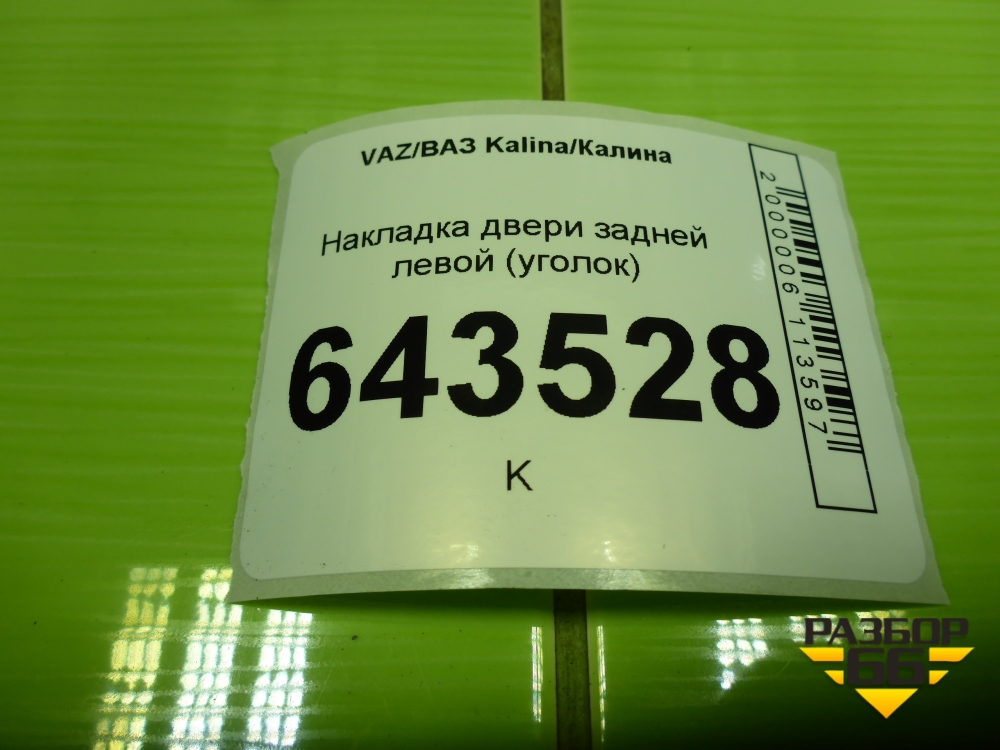 VAZ/ВАЗ Kalina/Калина
Накладка двери задней
левой (уголок)
643528
К
2000006113597
РАЗБОР
66